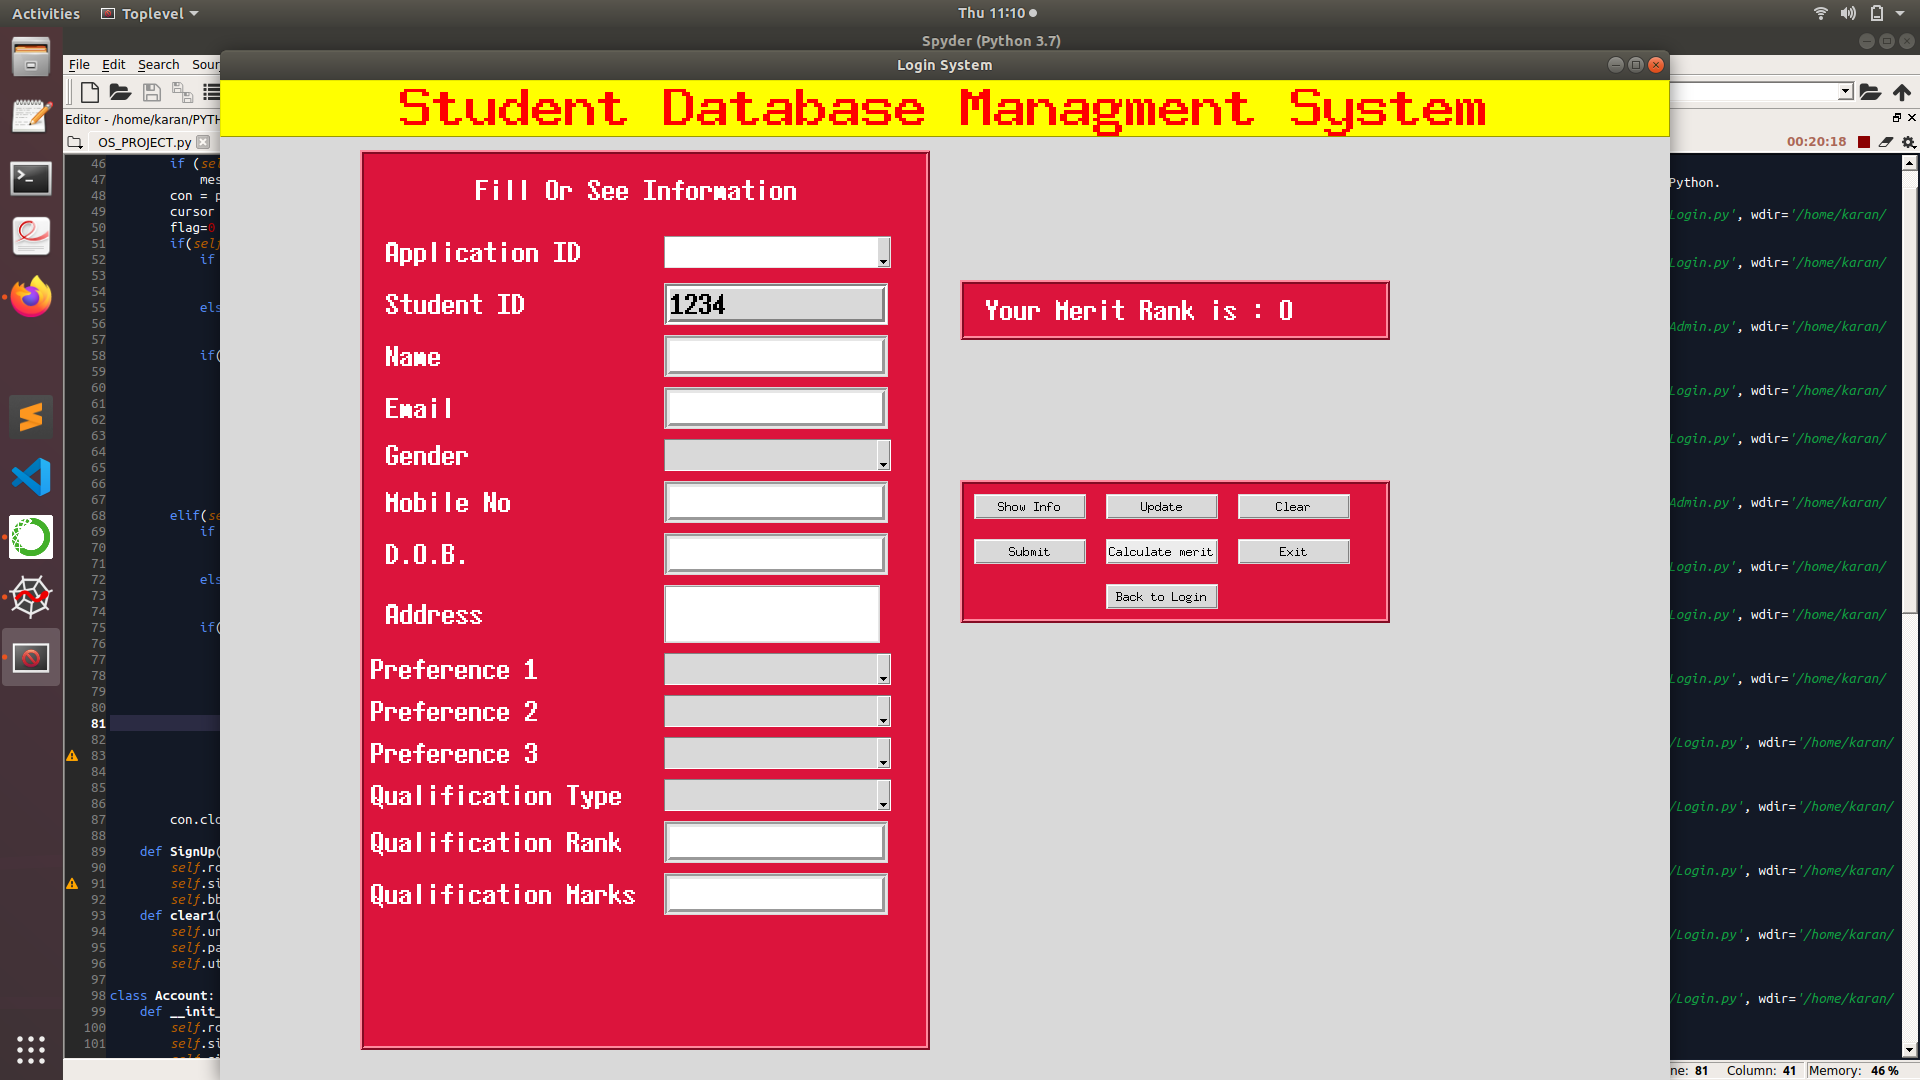 Activities Toplevel Thu 11:10
Spyder (Python 3.7)
Login System
File Edit Search Sour
Student Database Managment System
Editor - /home/karan/PYTH
OS_PROJECT.py
00:20:18
Fill Or See Information
Application ID
Student ID 1234
Name
Email
Gender
Mobile No
D.O.B.
Address
Preference 1
Preference 2
Preference 3
Qualification Type
Qualification Rank
Qualification Marks
Your Merit Rank is : 0
Show Info Update Clear
Submit Calculate merit Exit
Back to Login
46 if (sel
47 mes
48 con = p
49 cursor
50 flag=0
51 if(sel
52 if
53
54
55 els
56
57
58 if(
59
60
61
62
63
64
65
66
67
68 elif(se
69 if
70
71
72 els
73
74
75 if(
76
77
78
79
80
81
82
83
84
85
86
87 con.clo
88
89 def SignUp(
90 self.ro
91 self.si
92 self.bb
93 def clear1(
94 self.un
95 self.pa
96 self.ut
97
98 class Account:
99 def __init_
100 self.ro
101 self.si
Python.
Login.py', wdir='/home/karan/
Login.py', wdir='/home/karan/
Admin.py', wdir='/home/karan/
Login.py', wdir='/home/karan/
Login.py', wdir='/home/karan/
Admin.py', wdir='/home/karan/
Login.py', wdir='/home/karan/
Login.py', wdir='/home/karan/
Login.py', wdir='/home/karan/
/Login.py', wdir='/home/karan/
/Login.py', wdir='/home/karan/
/Login.py', wdir='/home/karan/
/Login.py', wdir='/home/karan/
/Login.py', wdir='/home/karan/
ne: 81 Column: 41 Memory: 46 %